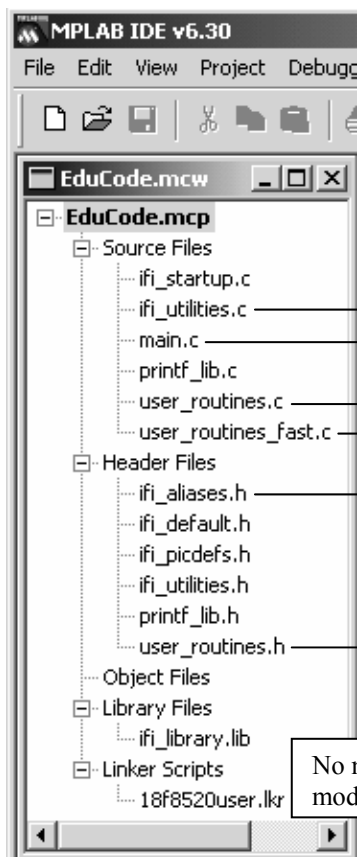 MPLAB IDE v6.30
File Edit View Project
EduCode.mcw
EduCode.mcp
Source Files
ifi_startup.c
ifi_utilities.c
main.c
printf_lib.c
user_routines.c
user_routines_fast.c
Header Files
ifi_aliases.h
ifi_default.h
ifi_picdefs.h
ifi_utilities.h
printf_lib.h
user_routines.h
Object Files
Library Files
ifi_library.lib
Linker Scripts
No
18f8520user.lkr